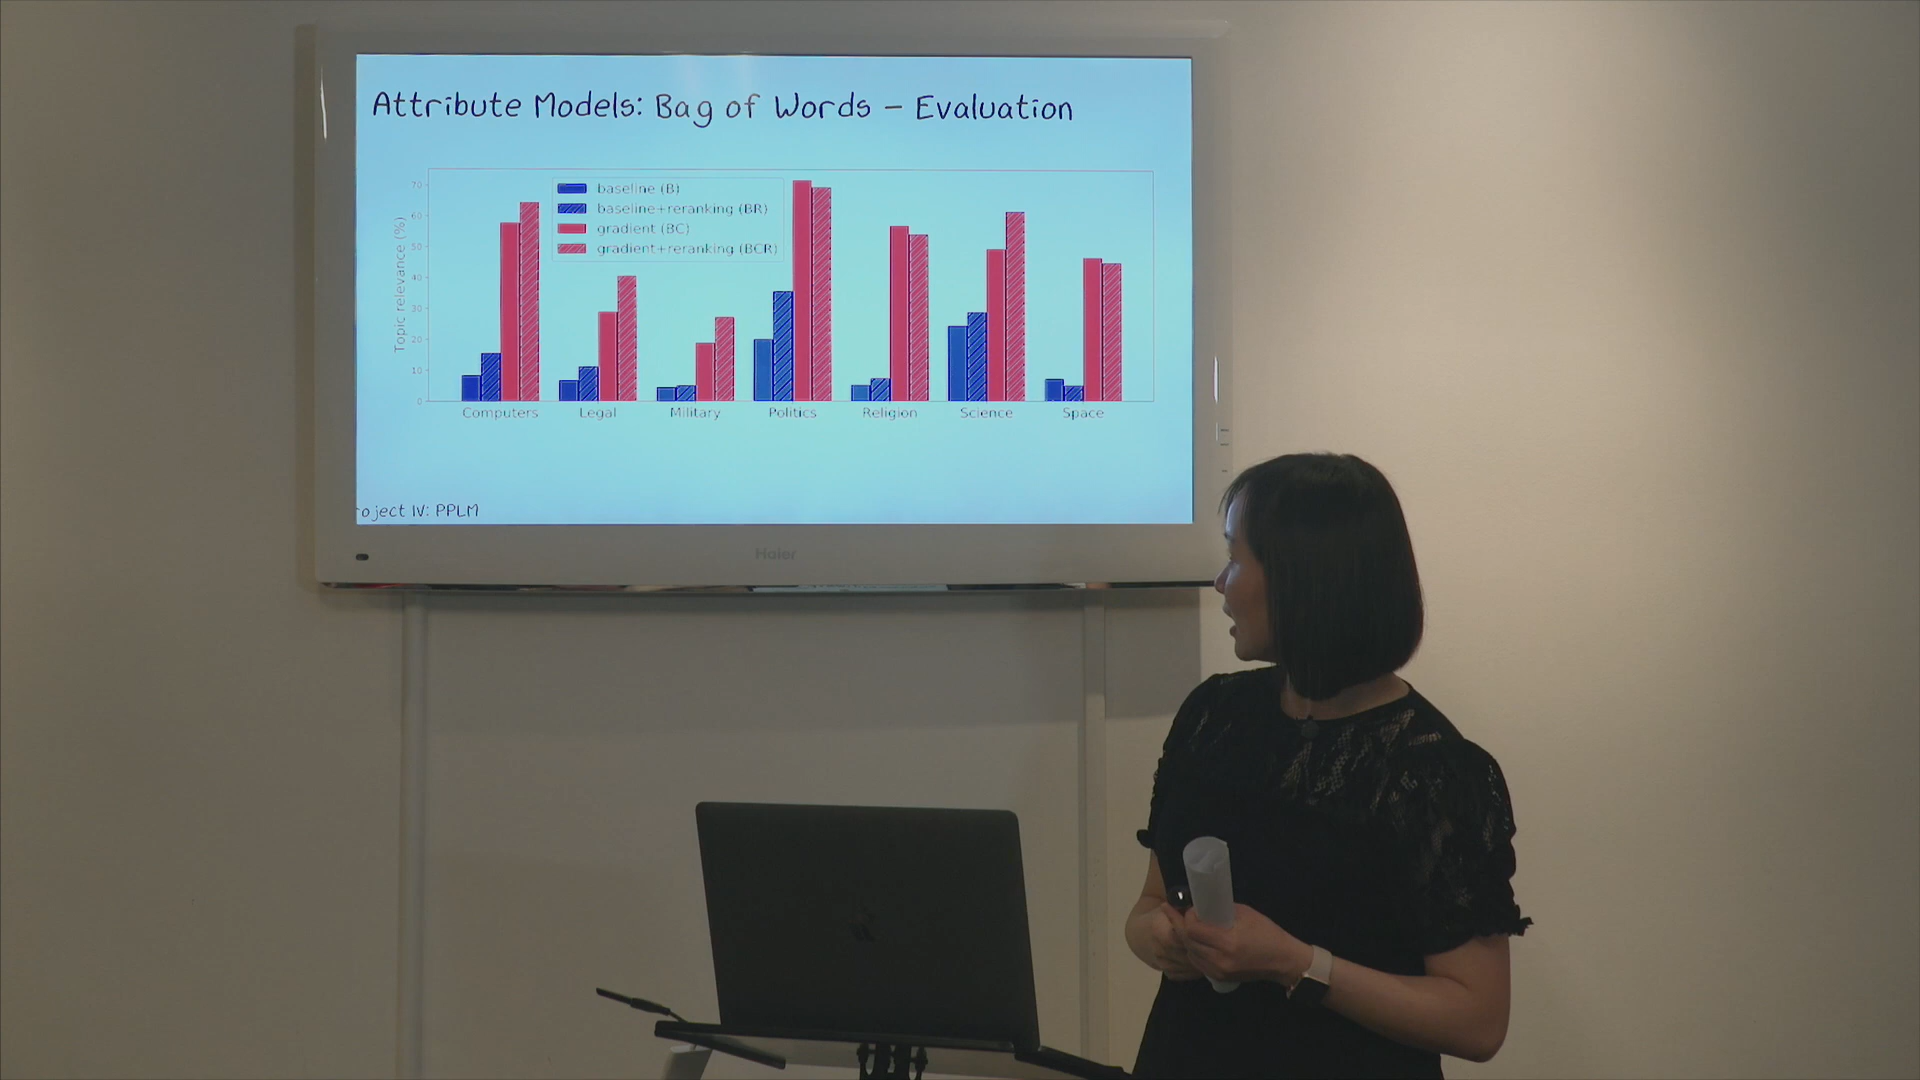 Attribute Models: Bag of Words – Evaluation
baseline (B)
baseline+reranking (BR)
gradient (BC)
gradient+reranking (BCR)
Topic relevance (%)
70
60
50
40
30
20
10
0
Computers Legal Military Politics Religion Science Space
roject IV: PPLM
Haier